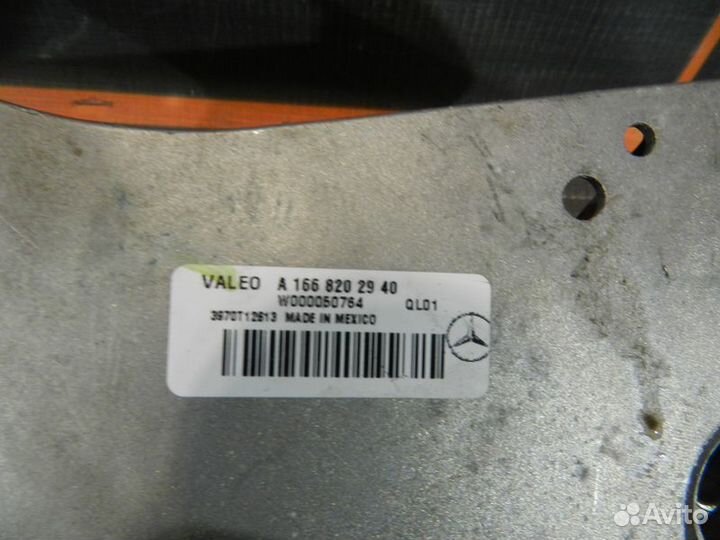 VALEO A 166 820 29 40
W000050764 QL01
3670T12613 MADE IN MEXICO
Avito